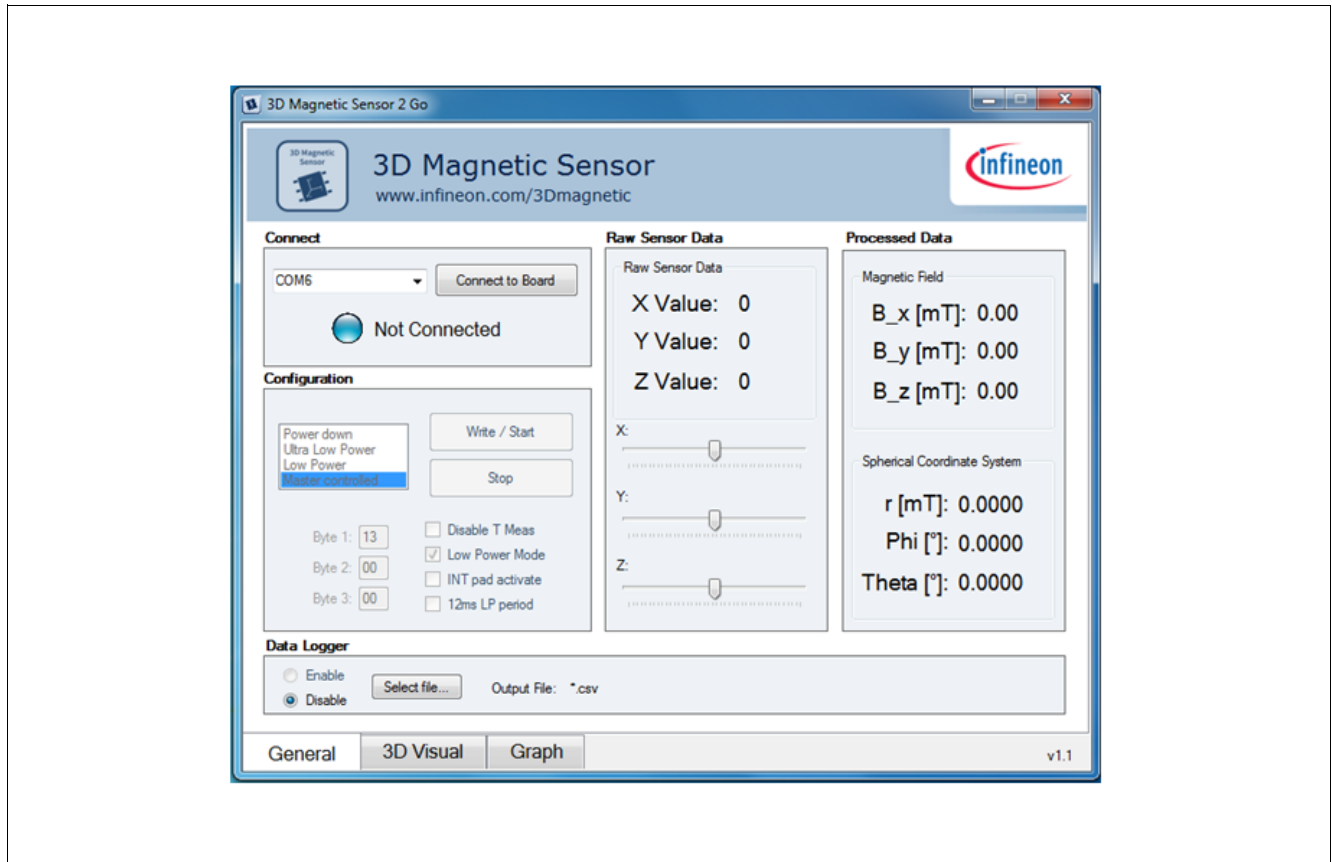 3D Magnetic Sensor 2 Go
3D Magnetic
Sensor
3D Magnetic Sensor
www.infineon.com/3Dmagnetic
infineon
Connect
COM6
Connect to Board
Not Connected
Configuration
Power down
Ultra Low Power
Low Power
Master controlled
Write / Start
Stop
Byte 1: 13
Byte 2: 00
Byte 3: 00
Disable T Meas
Low Power Mode
INT pad activate
12ms LP period
Raw Sensor Data
Raw Sensor Data
X Value: 0
Y Value: 0
Z Value: 0
X:
Y:
Z:
Processed Data
Magnetic Field
B_x [mT]: 0.00
B_y [mT]: 0.00
B_z [mT]: 0.00
Spherical Coordinate System
r [mT]: 0.0000
Phi [°]: 0.0000
Theta [°]: 0.0000
Data Logger
Enable
Disable
Select file...
Output File: *.csv
General
3D Visual
Graph
v1.1